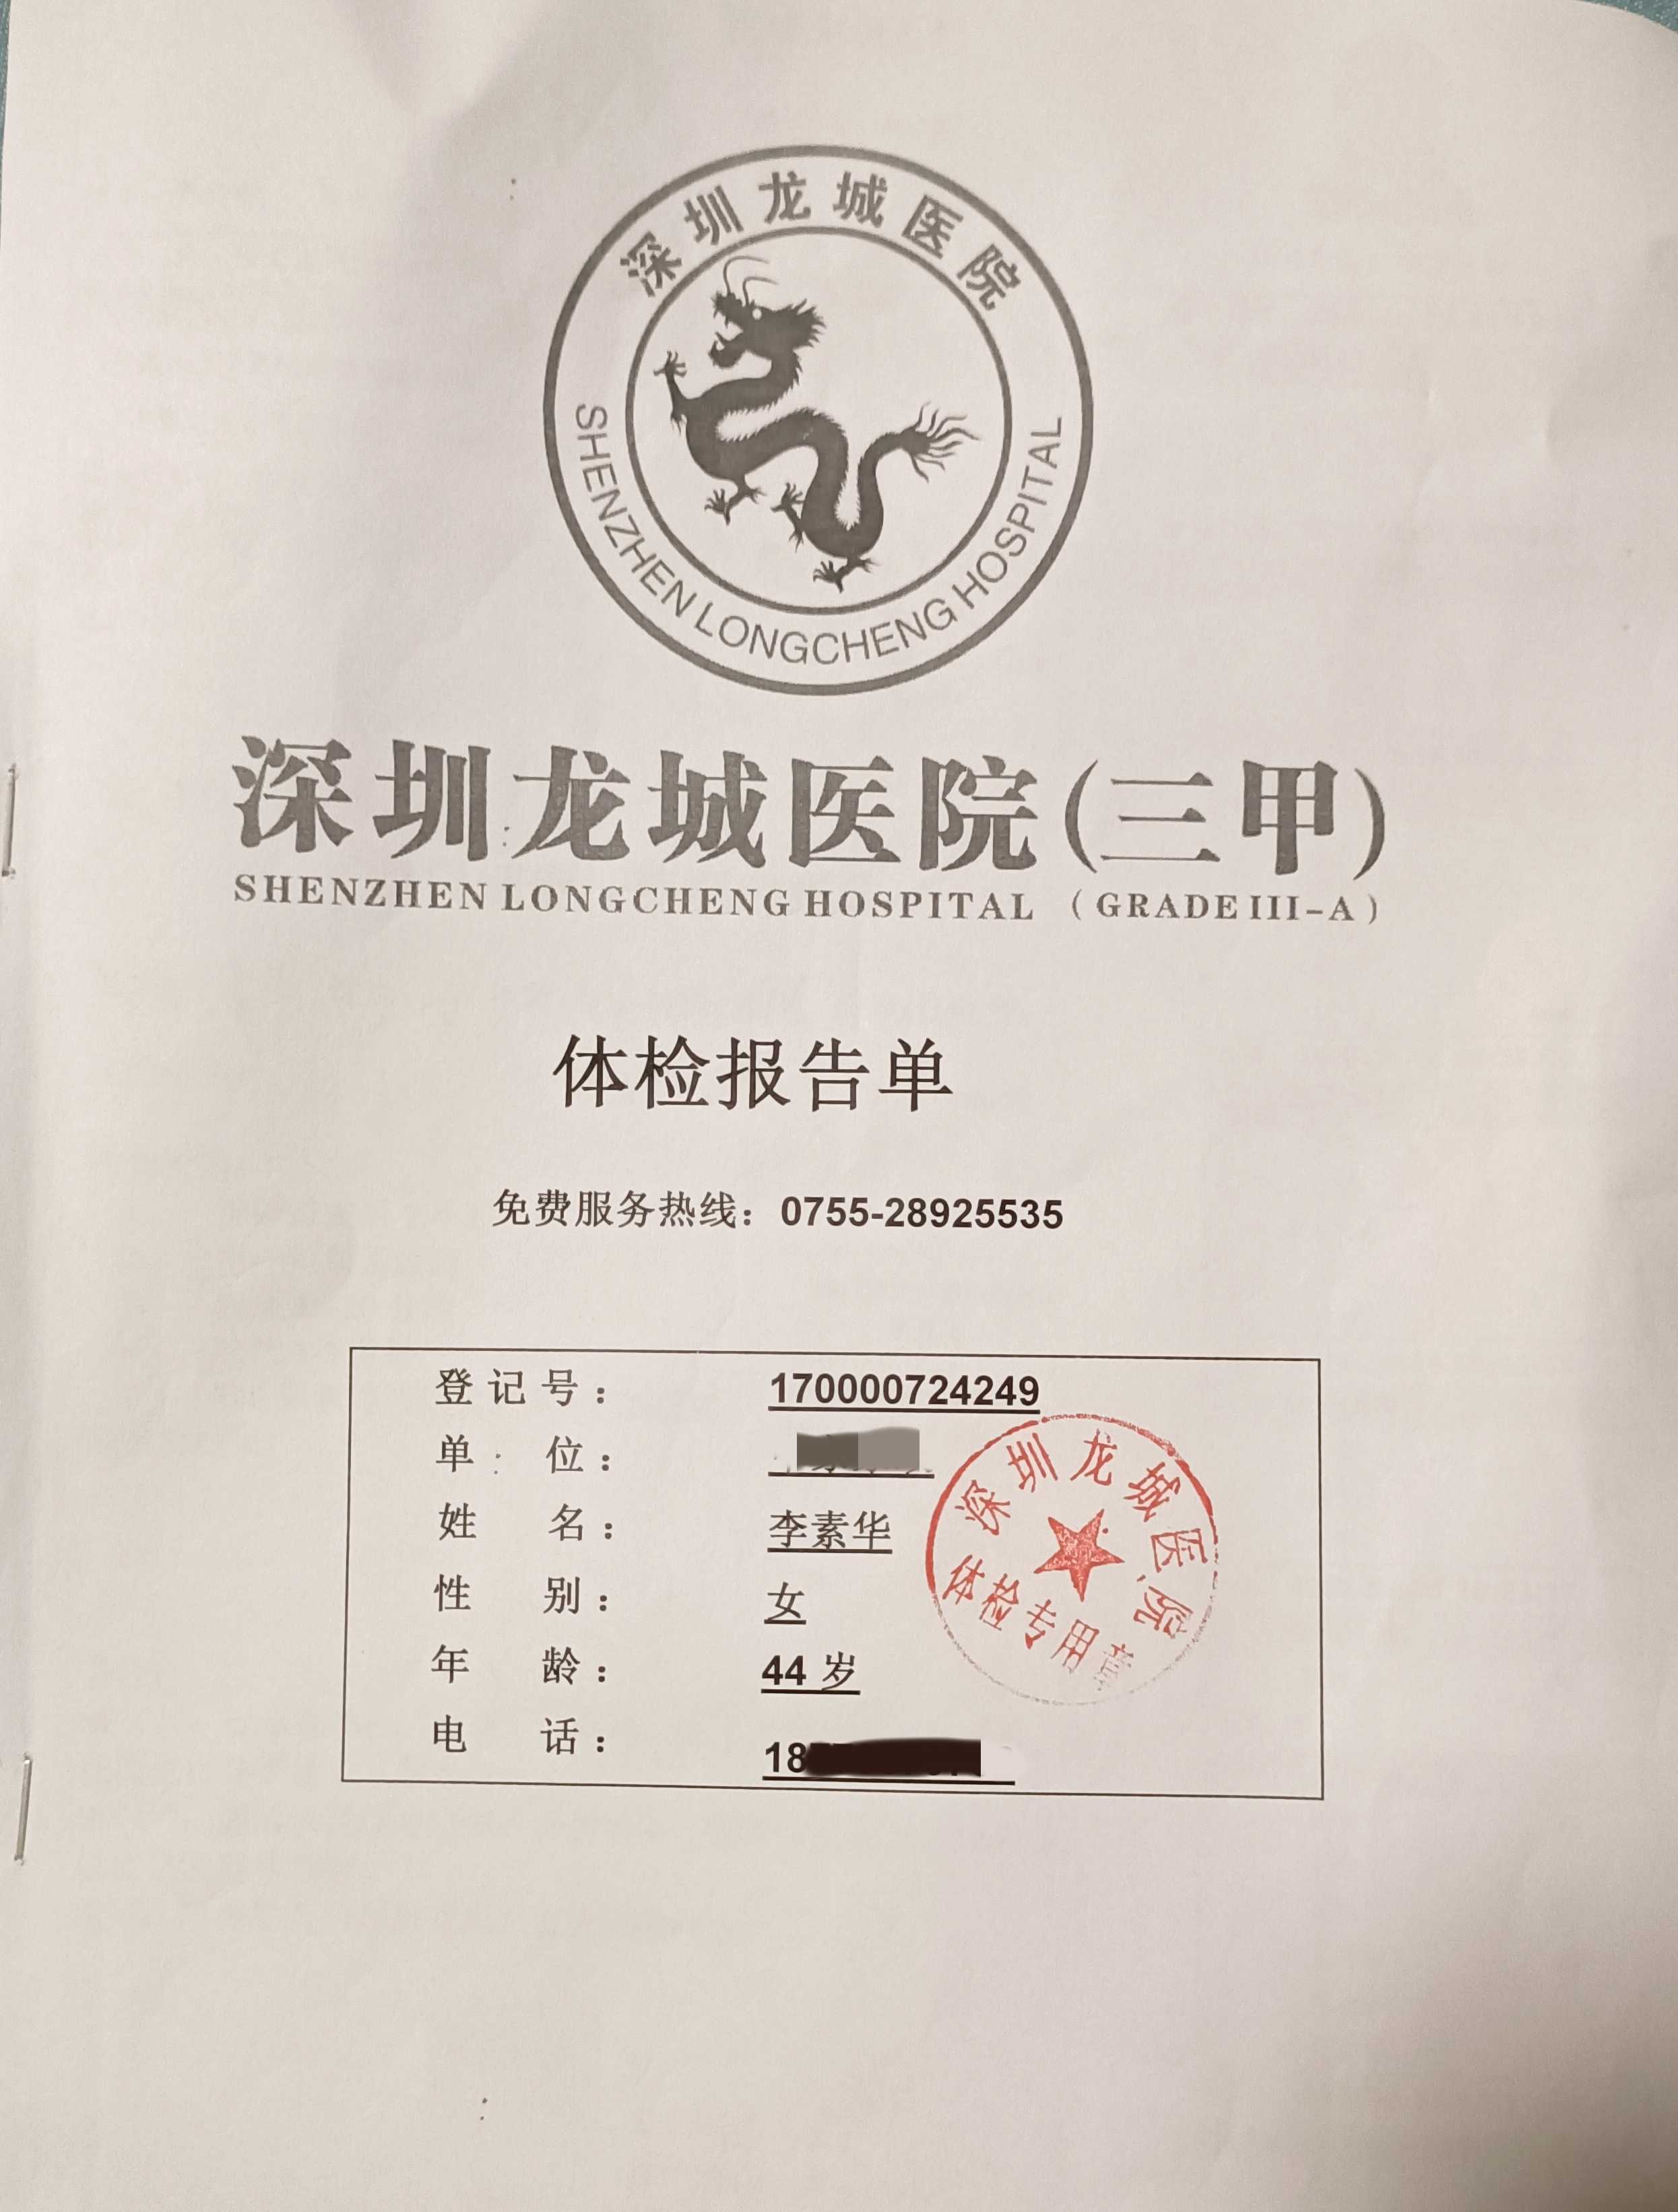 深圳龙城医院
SHENZHEN LONGCHENG HOSPITAL
深圳龙城医院(三甲)
SHENZHEN LONGCHENG HOSPITAL (GRADE III-A)
体检报告单
免费服务热线：0755-28925535
登记号： 170000724249
单 位：
姓 名： 李素华
性 别： 女
年 龄： 44 岁
电 话： 18
深圳龙城医院
体检专用章